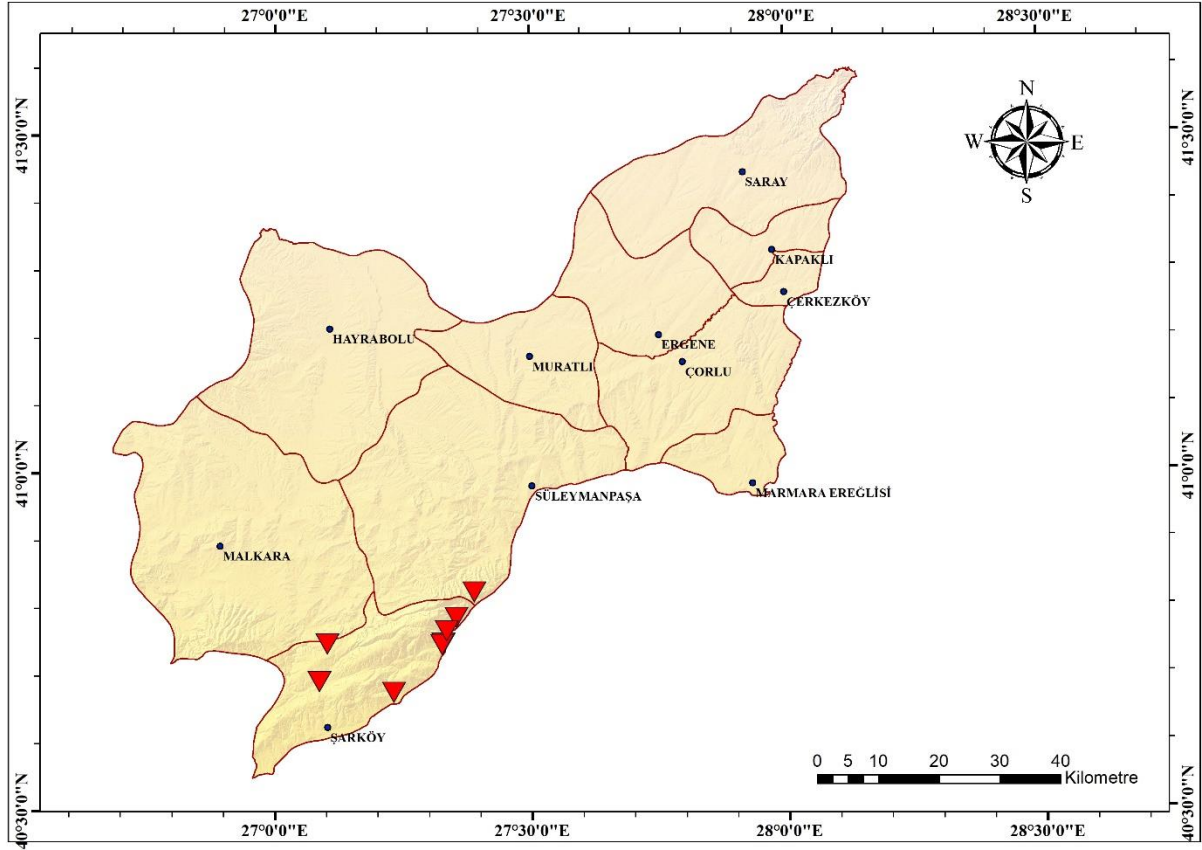 27°0'0"E 27°30'0"E 28°0'0"E 28°30'0"E
41°30'0"N
41°30'0"N
N
W E
S
SARAY
KAPAKLI
ÇERKEZKÖY
HAYRABOLU
ERGENE
MURATLI
ÇORLU
41°0'0"N
41°0'0"N
SÜLEYMANPAŞA
MARMARA EREĞLİSİ
MALKARA
ŞARKÖY
0 5 10 20 30 40
Kilometre
40°30'0"N
40°30'0"N
27°0'0"E 27°30'0"E 28°0'0"E 28°30'0"E